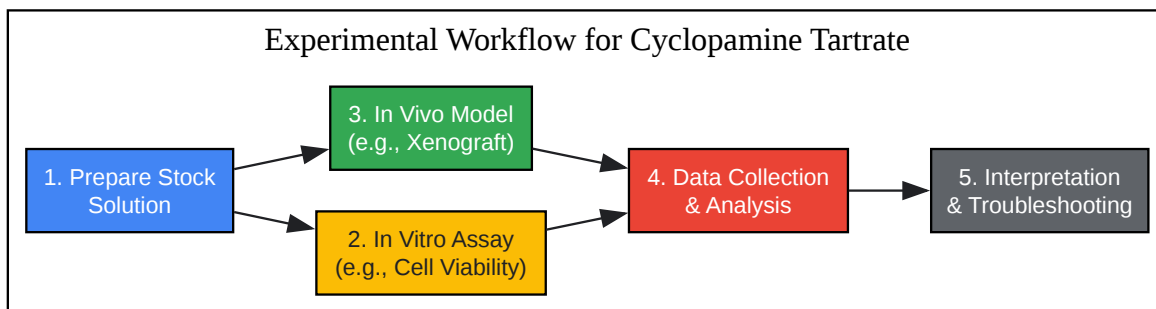 Experimental Workflow for Cyclopamine Tartrate
1. Prepare Stock
Solution
3. In Vivo Model
(e.g., Xenograft)
2. In Vitro Assay
(e.g., Cell Viability)
4. Data Collection
& Analysis
5. Interpretation
& Troubleshooting